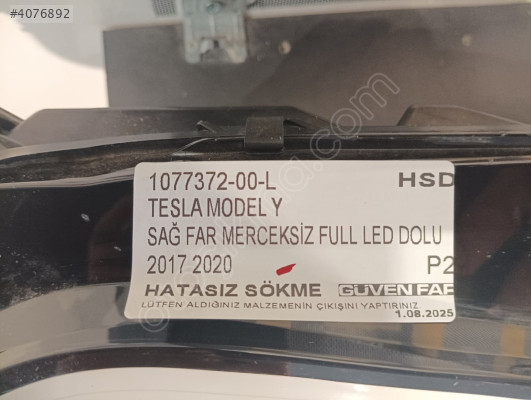 #4076892
1077372-00-L HSD
TESLA MODEL Y
SAĞ FAR MERCEKSİZ FULL LED DOLU
2017 2020 P2
HATASIZ SÖKME GÜVEN FAR
LÜTFEN ALDIĞINIZ MALZEMENİN ÇIKIŞINI YAPTIRINIZ
1.08.2025